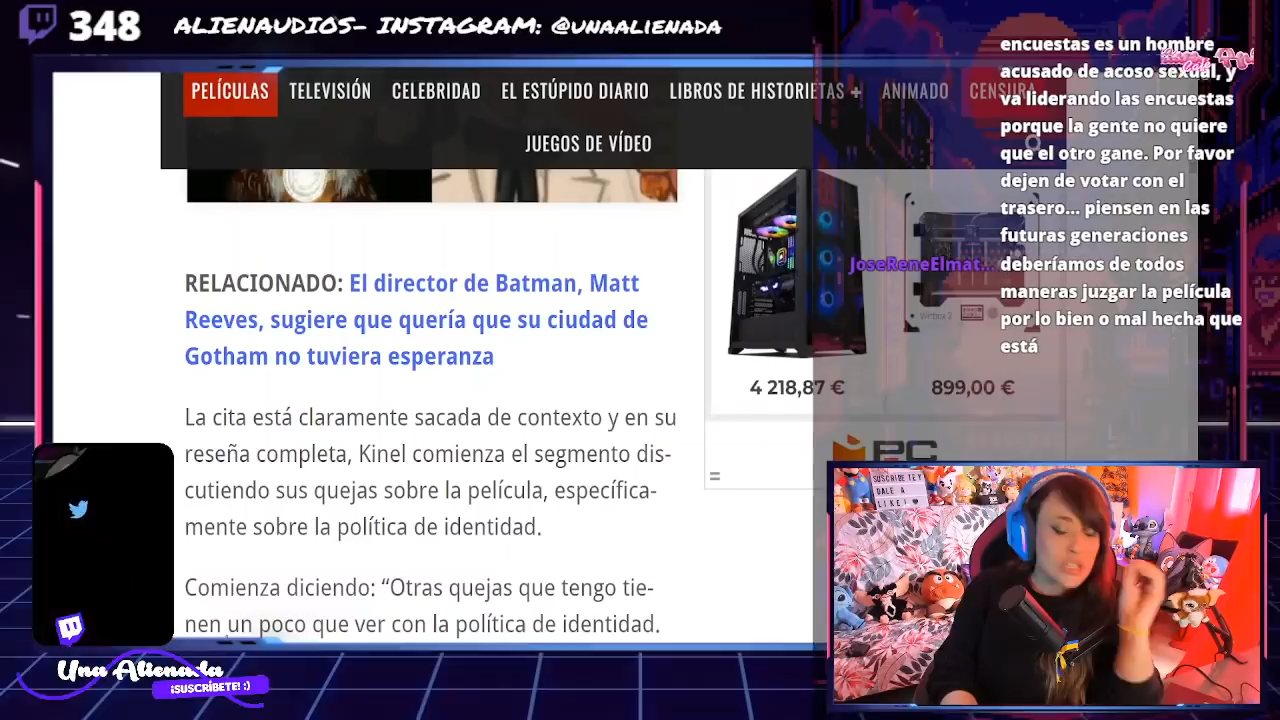 348
ALIENAUDIOS- INSTAGRAM: @UNAALIENADA
PELÍCULAS TELEVISIÓN CELEBRIDAD EL ESTÚPIDO DIARIO LIBROS DE HISTORIETAS + ANIMADO CENSURA
JUEGOS DE VÍDEO
RELACIONADO: El director de Batman, Matt
Reeves, sugiere que quería que su ciudad de
Gotham no tuviera esperanza
La cita está claramente sacada de contexto y en su
reseña completa, Kinel comienza el segmento dis-
cutiendo sus quejas sobre la película, específica-
mente sobre la política de identidad.
Comienza diciendo: “Otras quejas que tengo tie-
nen un poco que ver con la política de identidad.
4 218,87 €
899,00 €
PC
encuestas es un hombre
acusado de acoso sexual, y
va liderando las encuestas
porque la gente no quiere
que el otro gane. Por favor
dejen de votar con el
trasero... piensen en las
futuras generaciones
JoseReneElmat... deberíamos de todos
maneras juzgar la película
por lo bien o mal hecha que
está
SUSCRIBETE Y
DALE A
LIKE!
Una Alienada
¡SUSCRÍBETE! :)